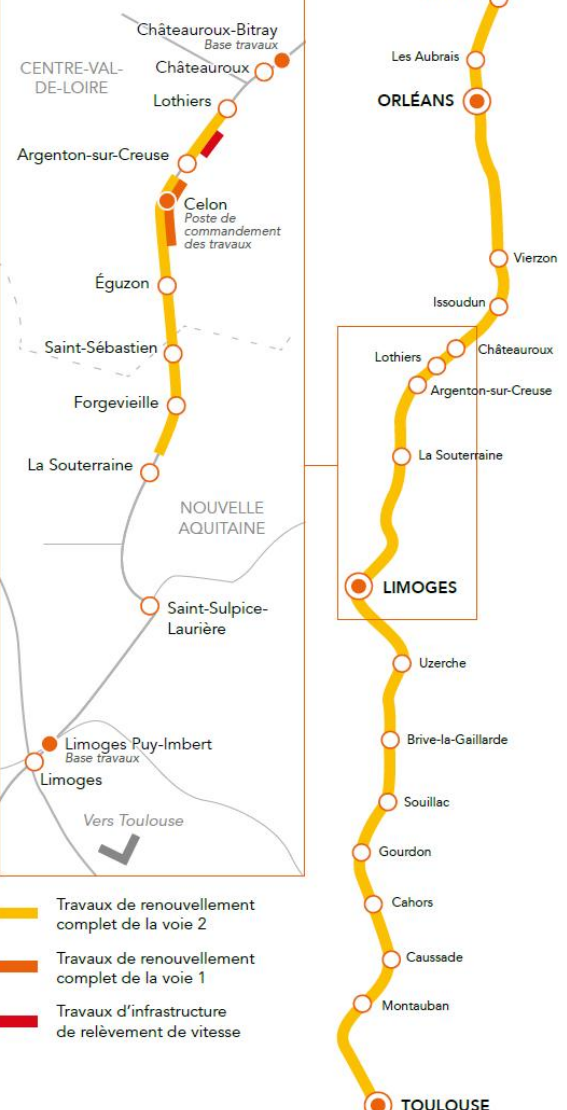 Châteauroux-Bitray
Base travaux
CENTRE-VAL-
DE-LOIRE
Châteauroux
Lothiers
Argenton-sur-Creuse
Celon
Poste de
commandement
des travaux
Éguzon
Saint-Sébastien
Forgevieille
La Souterraine
NOUVELLE
AQUITAINE
Saint-Sulpice-
Laurière
Limoges Puy-Imbert
Base travaux
Limoges
Vers Toulouse
Travaux de renouvellement
complet de la voie 2
Travaux de renouvellement
complet de la voie 1
Travaux d'infrastructure
de relèvement de vitesse
Les Aubrais
ORLÉANS
Vierzon
Issoudun
Châteauroux
Lothiers
Argenton-sur-Creuse
La Souterraine
LIMOGES
Uzerche
Brive-la-Gaillarde
Souillac
Gourdon
Cahors
Caussade
Montauban
TOULOUSE